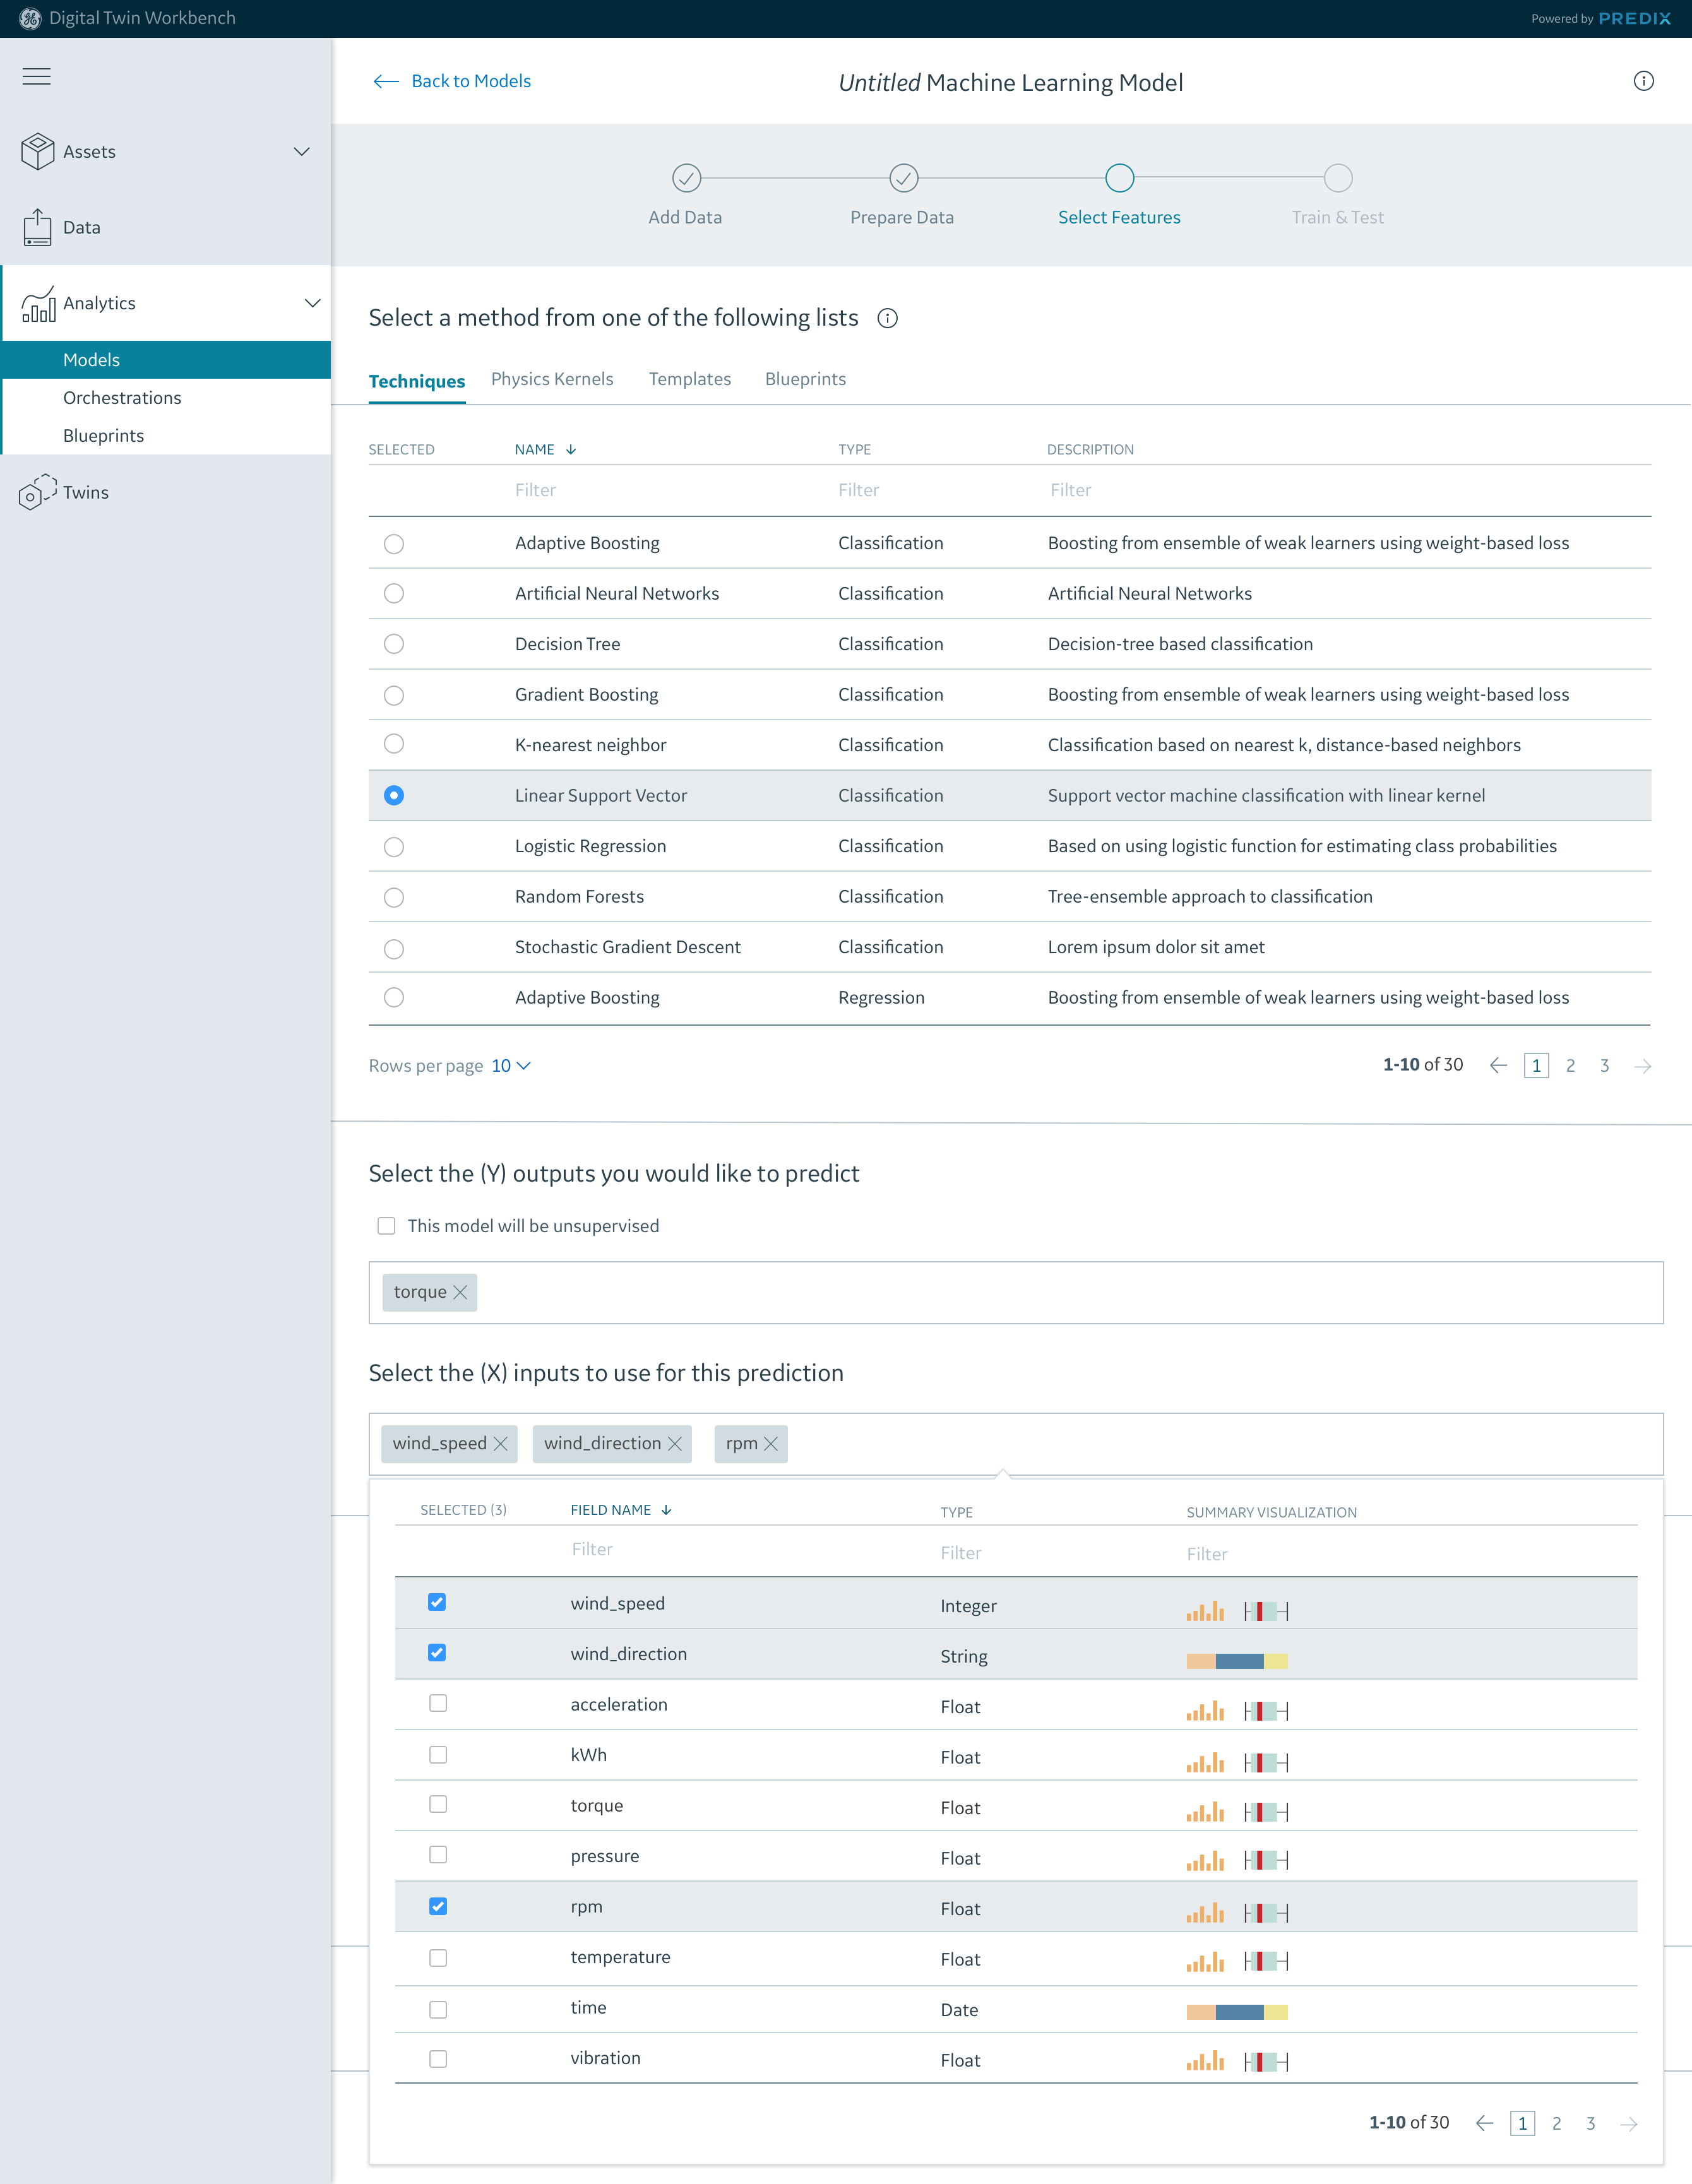 Digital Twin Workbench
Powered by PREDIX
Back to Models
Untitled Machine Learning Model
Assets
Data
Analytics
Models
Orchestrations
Blueprints
Twins
Add Data
Prepare Data
Select Features
Train & Test
Select a method from one of the following lists
Techniques Physics Kernels Templates Blueprints
SELECTED NAME TYPE DESCRIPTION
Filter Filter Filter
Adaptive Boosting Classification Boosting from ensemble of weak learners using weight-based loss
Artificial Neural Networks Classification Artificial Neural Networks
Decision Tree Classification Decision-tree based classification
Gradient Boosting Classification Boosting from ensemble of weak learners using weight-based loss
K-nearest neighbor Classification Classification based on nearest k, distance-based neighbors
Linear Support Vector Classification Support vector machine classification with linear kernel
Logistic Regression Classification Based on using logistic function for estimating class probabilities
Random Forests Classification Tree-ensemble approach to classification
Stochastic Gradient Descent Classification Lorem ipsum dolor sit amet
Adaptive Boosting Regression Boosting from ensemble of weak learners using weight-based loss
Rows per page 10
1-10 of 30 1 2 3
Select the (Y) outputs you would like to predict
This model will be unsupervised
torque
Select the (X) inputs to use for this prediction
wind_speed wind_direction rpm
SELECTED (3) FIELD NAME TYPE SUMMARY VISUALIZATION
Filter Filter Filter
wind_speed Integer
wind_direction String
acceleration Float
kWh Float
torque Float
pressure Float
rpm Float
temperature Float
time Date
vibration Float
1-10 of 30 1 2 3